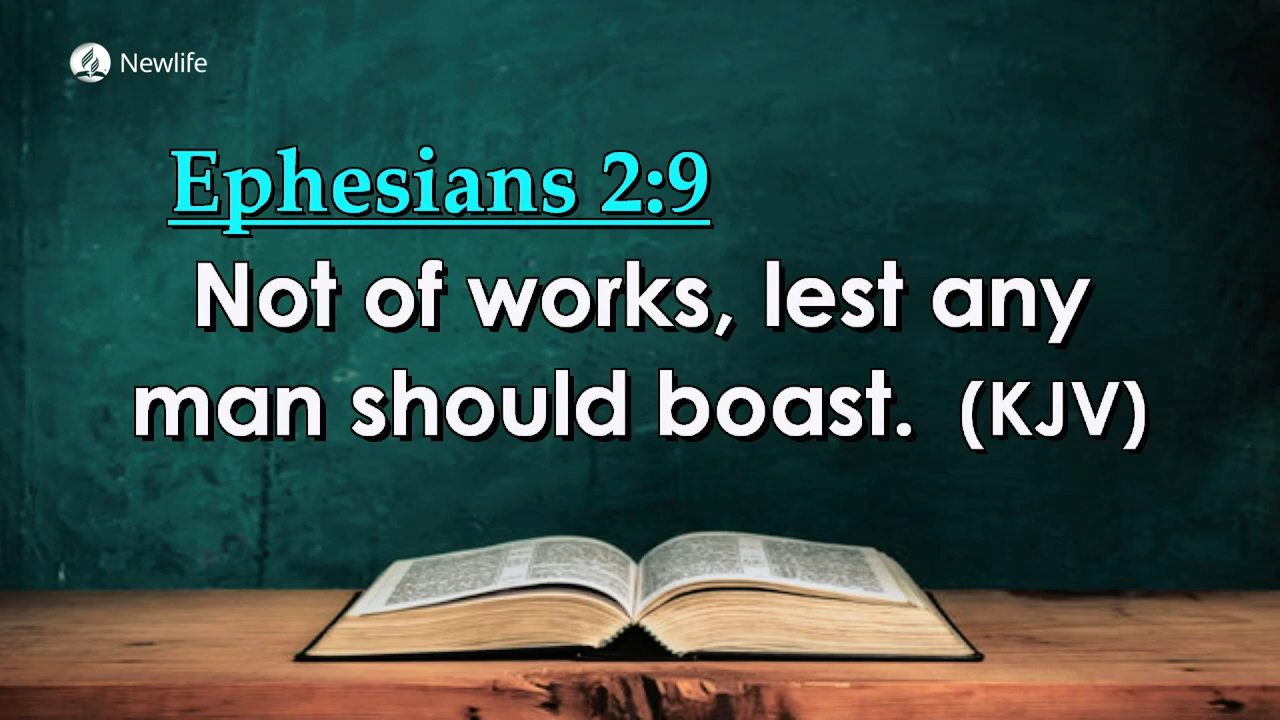 Newlife
Ephesians 2:9
Not of works, lest any
man should boast. (KJV)